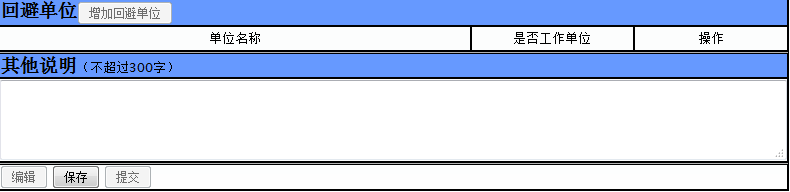 回避单位 增加回避单位
单位名称 是否工作单位 操作
其他说明（不超过300字）
编辑 保存 提交